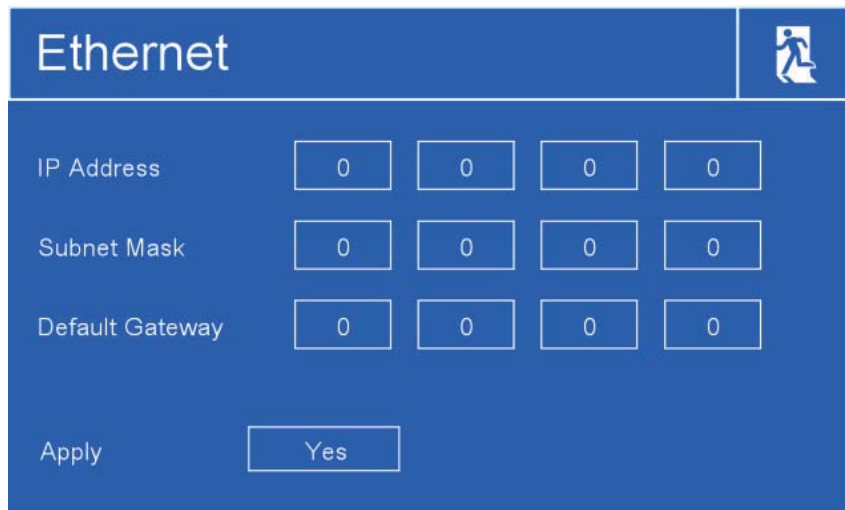 Ethernet
IP Address 0 0 0 0
Subnet Mask 0 0 0 0
Default Gateway 0 0 0 0
Apply Yes